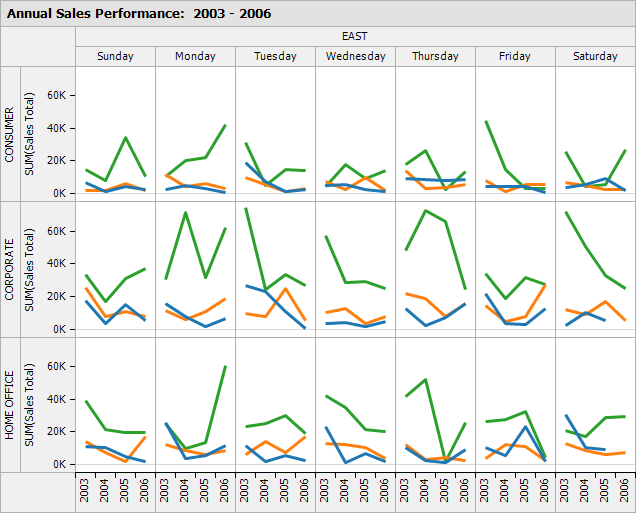 Annual Sales Performance:  2003 - 2006
EAST
Sunday Monday Tuesday Wednesday Thursday Friday Saturday
CONSUMER
SUM(Sales Total)
60K
40K
20K
0K
CORPORATE
SUM(Sales Total)
60K
40K
20K
0K
HOME OFFICE
SUM(Sales Total)
60K
40K
20K
0K
2003 2004 2005 2006 2003 2004 2005 2006 2003 2004 2005 2006 2003 2004 2005 2006 2003 2004 2005 2006 2003 2004 2005 2006 2003 2004 2005 2006